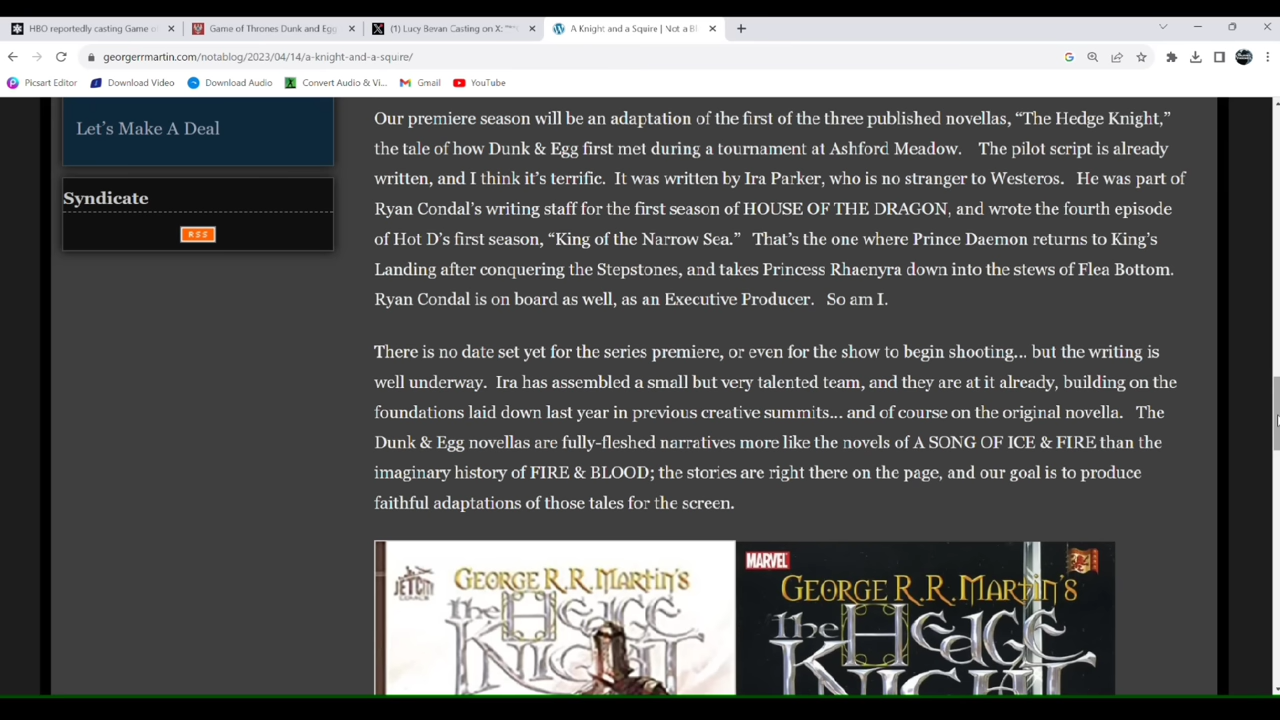 HBO reportedly casting Game of
Game of Thrones Dunk and Egg
(1) Lucy Bevan Casting on X: "
A Knight and a Squire | Not a Bl
georgerrmartin.com/notablog/2023/04/14/a-knight-and-a-squire/
Picsart Editor
Download Video
Download Audio
Convert Audio & Vi...
Gmail
YouTube
Let's Make A Deal
Syndicate
RSS
Our premiere season will be an adaptation of the first of the three published novellas, “The Hedge Knight,”
the tale of how Dunk & Egg first met during a tournament at Ashford Meadow. The pilot script is already
written, and I think it’s terrific. It was written by Ira Parker, who is no stranger to Westeros. He was part of
Ryan Condal’s writing staff for the first season of HOUSE OF THE DRAGON, and wrote the fourth episode
of Hot D’s first season, “King of the Narrow Sea.” That’s the one where Prince Daemon returns to King’s
Landing after conquering the Stepstones, and takes Princess Rhaenyra down into the stews of Flea Bottom.
Ryan Condal is on board as well, as an Executive Producer. So am I.
There is no date set yet for the series premiere, or even for the show to begin shooting... but the writing is
well underway. Ira has assembled a small but very talented team, and they are at it already, building on the
foundations laid down last year in previous creative summits... and of course on the original novella. The
Dunk & Egg novellas are fully-fleshed narratives more like the novels of A SONG OF ICE & FIRE than the
imaginary history of FIRE & BLOOD; the stories are right there on the page, and our goal is to produce
faithful adaptations of those tales for the screen.
JET CITY
COMICS
GEORGE R.R. MARTIN'S
the HEDGE
KNIGHT
MARVEL
GEORGE R.R. MARTIN'S
the HEDGE
KNIGHT